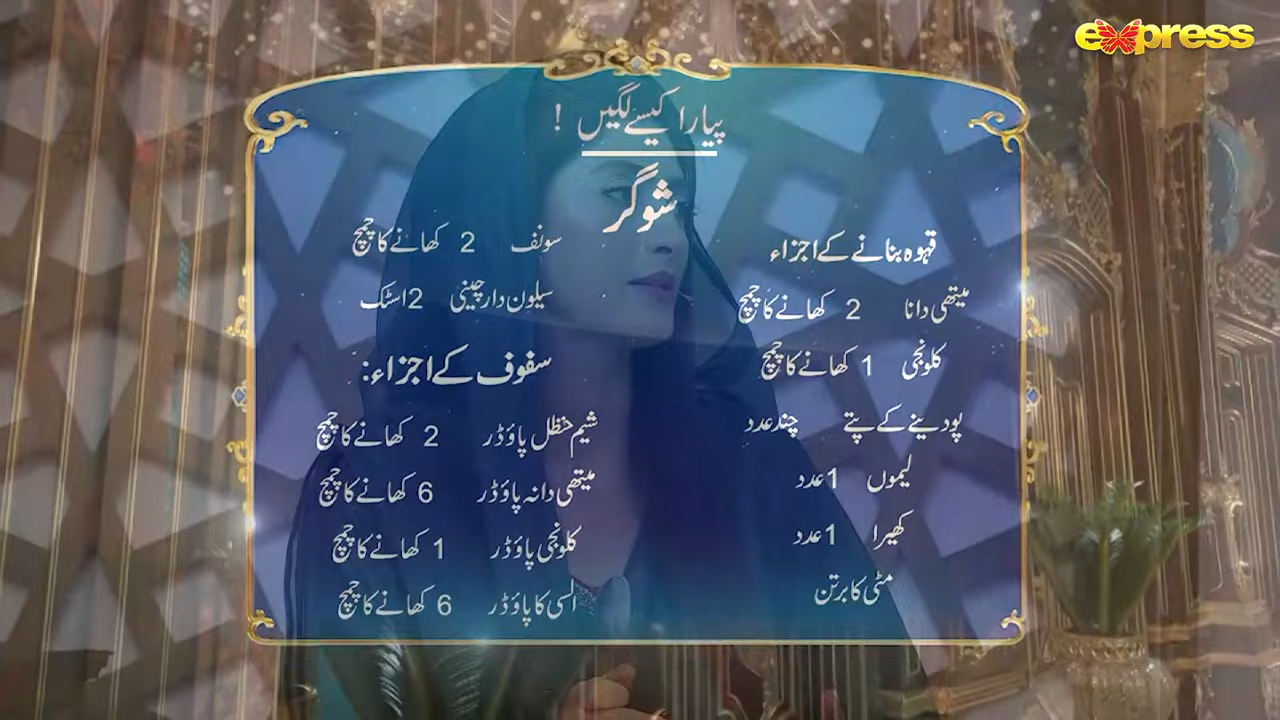 express
پیارا کیسے لگیں !
شوگر
قہوہ بنانے کے اجزاء
میتھی دانا 2 کھانے کا چمچ
کلونجی 1 کھانے کا چمچ
پودینے کے پتے چند عدد
لیموں 1 عدد
کھیرا 1 عدد
مٹی کا برتن
سونف 2 کھانے کا چمچ
سیلون دار چینی 2 اسٹک
سفوف کے اجزاء:
شیم حنظل پاؤڈر 2 کھانے کا چمچ
میتھی دانہ پاؤڈر 6 کھانے کا چمچ
کلونجی پاؤڈر 1 کھانے کا چمچ
السی کا پاؤڈر 6 کھانے کا چمچ